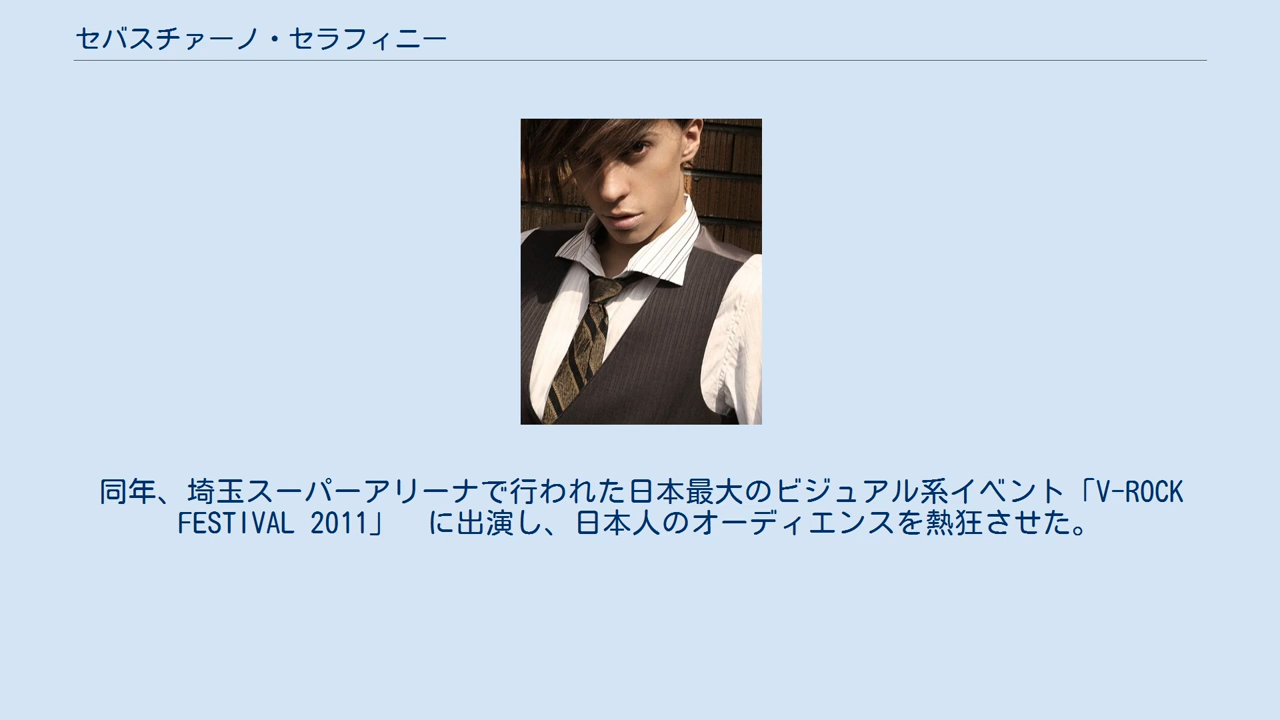 セバスチァーノ・セラフィニー
同年、埼玉スーパーアリーナで行われた日本最大のビジュアル系イベント「V-ROCK
FESTIVAL 2011」　に出演し、日本人のオーディエンスを熱狂させた。